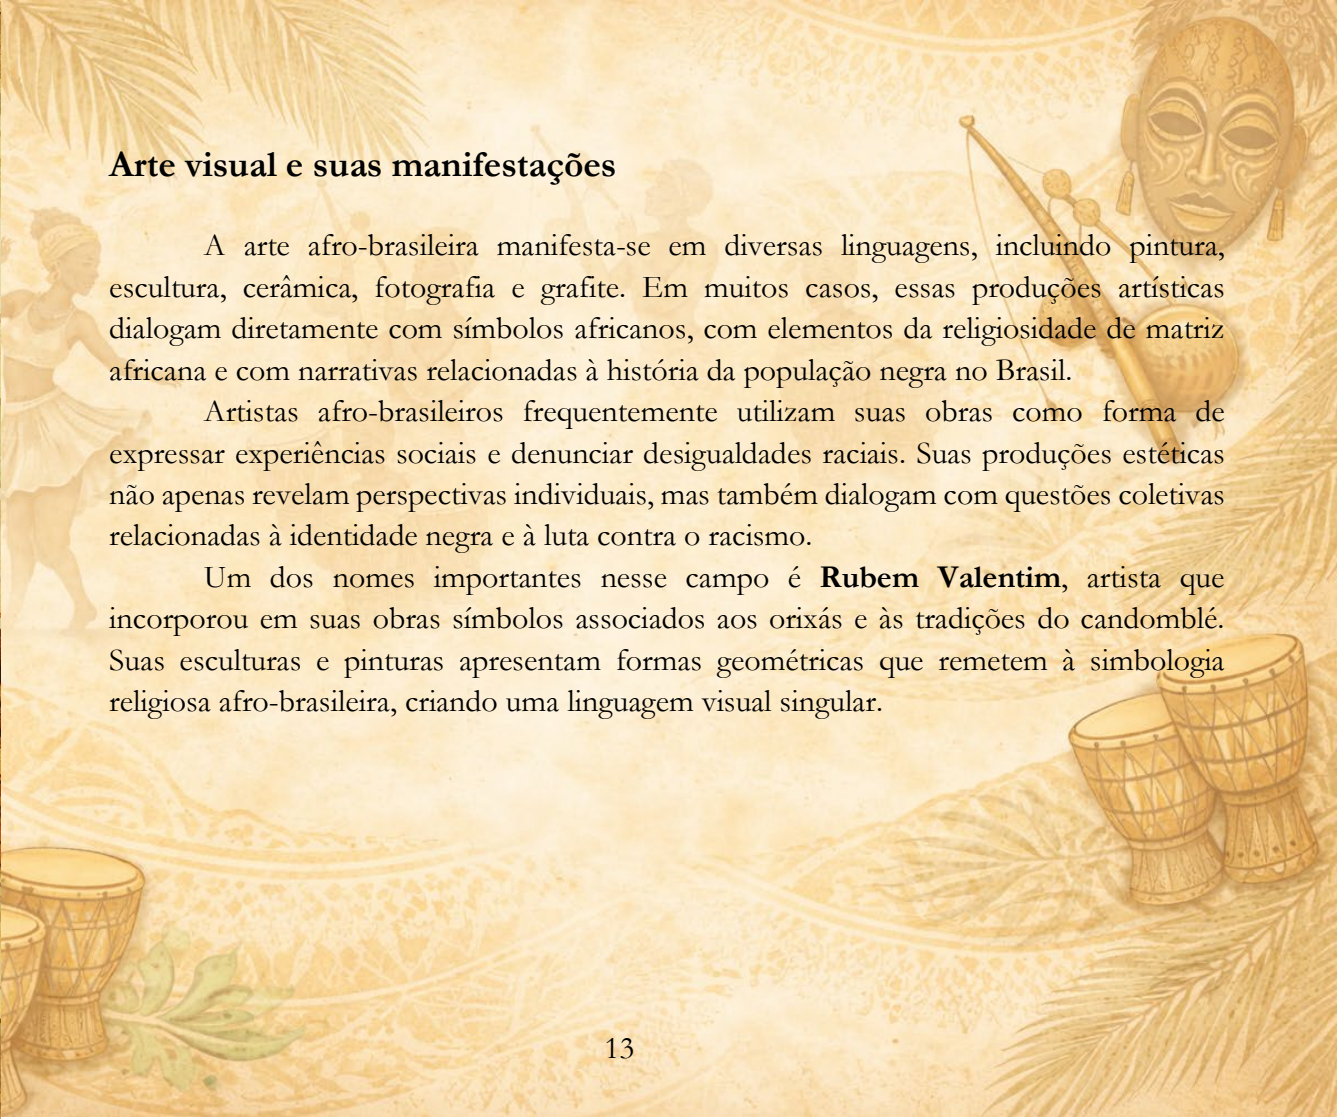 Arte visual e suas manifestações
A arte afro-brasileira manifesta-se em diversas linguagens, incluindo pintura,
escultura, cerâmica, fotografia e grafite. Em muitos casos, essas produções artísticas
dialogam diretamente com símbolos africanos, com elementos da religiosidade de matriz
africana e com narrativas relacionadas à história da população negra no Brasil.
Artistas afro-brasileiros frequentemente utilizam suas obras como forma de
expressar experiências sociais e denunciar desigualdades raciais. Suas produções estéticas
não apenas revelam perspectivas individuais, mas também dialogam com questões coletivas
relacionadas à identidade negra e à luta contra o racismo.
Um dos nomes importantes nesse campo é Rubem Valentim, artista que
incorporou em suas obras símbolos associados aos orixás e às tradições do candomblé.
Suas esculturas e pinturas apresentam formas geométricas que remetem à simbologia
religiosa afro-brasileira, criando uma linguagem visual singular.
13